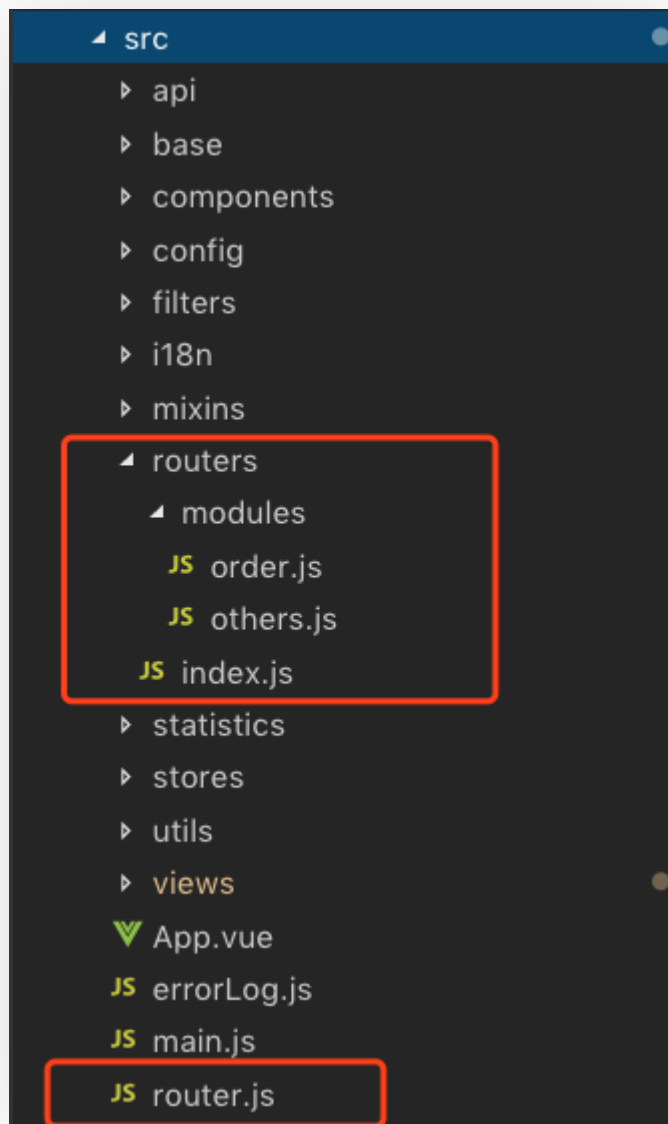 src
api
base
components
config
filters
i18n
mixins
routers
modules
JS order.js
JS others.js
JS index.js
statistics
stores
utils
views
App.vue
JS errorLog.js
JS main.js
JS router.js